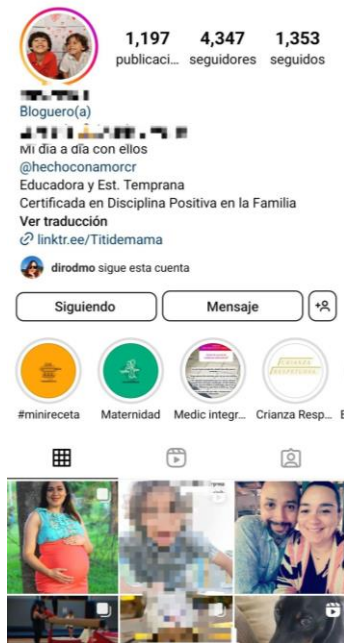 1,197 4,347 1,353
publicaci... seguidores seguidos
Bloguero(a)
Mi día a día con ellos
@hechoconamorcr
Educadora y Est. Temprana
Certificada en Disciplina Positiva en la Familia
Ver traducción
linktr.ee/Titidemama
dirodmo sigue esta cuenta
Siguiendo Mensaje
#minireceta Maternidad Medic integr... Crianza Resp...